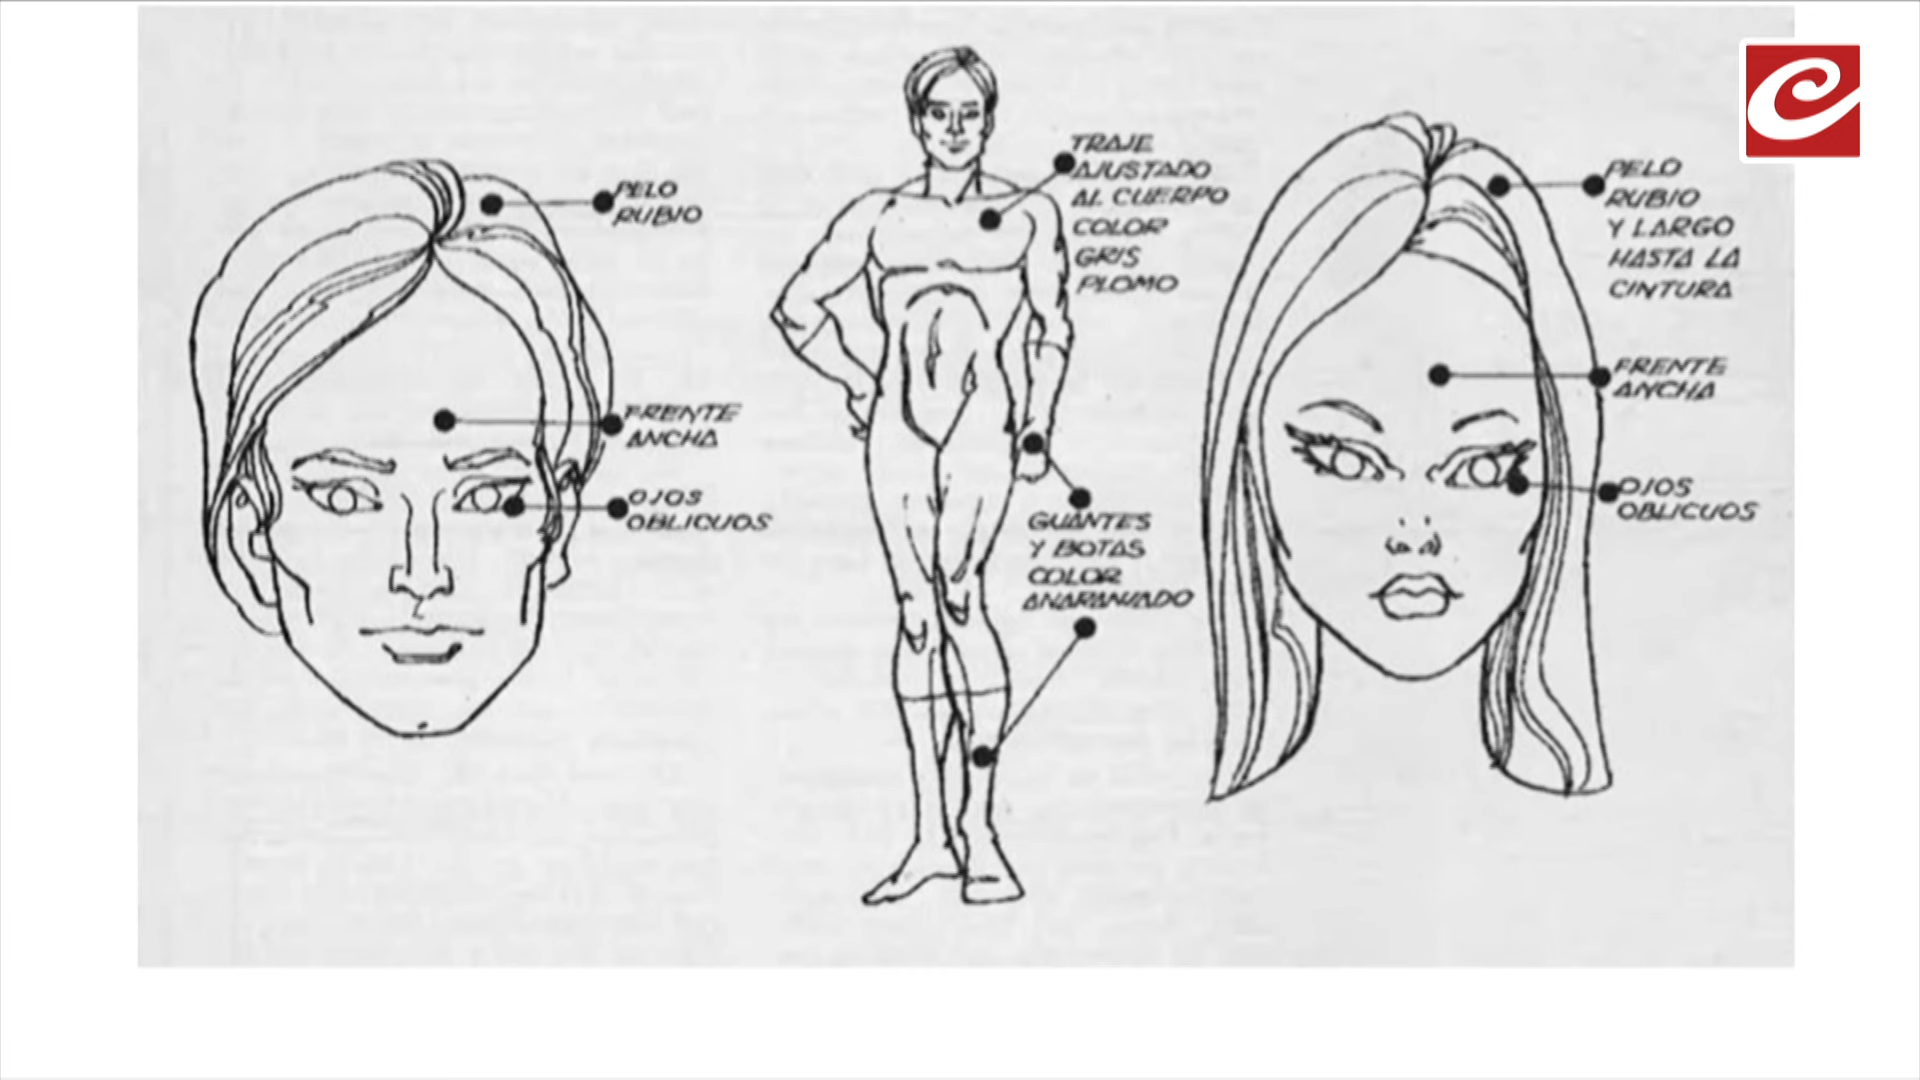 PELO
RUBIO
FRENTE
ANCHA
OJOS
OBLICUOS
TRAJE
AJUSTADO
AL CUERPO
COLOR
GRIS
PLOMO
GUANTES
Y BOTAS
COLOR
ANARANJADO
PELO
RUBIO
Y LARGO
HASTA LA
CINTURA
FRENTE
ANCHA
OJOS
OBLICUOS